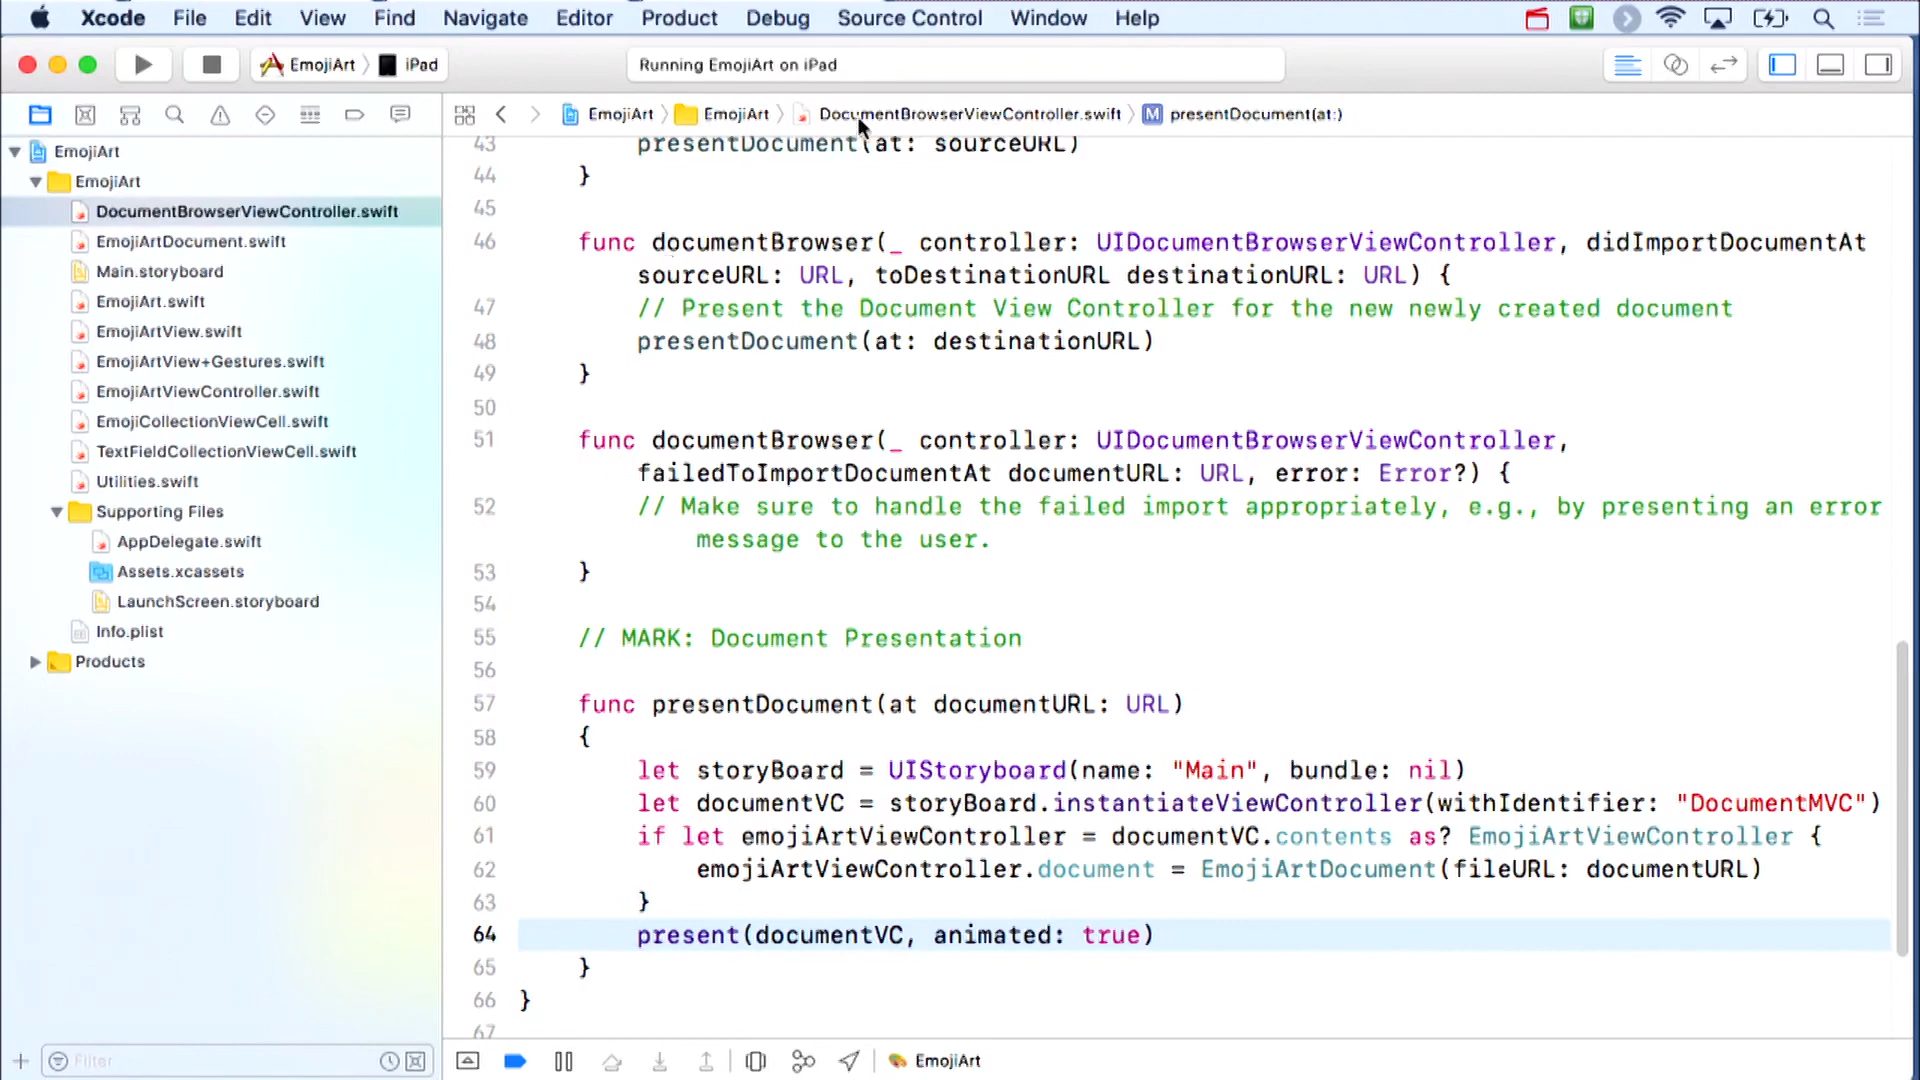 Xcode File Edit View Find Navigate Editor Product Debug Source Control Window Help
EmojiArt iPad Running EmojiArt on iPad
EmojiArt EmojiArt DocumentBrowserViewController.swift M presentDocument(at:)
EmojiArt
EmojiArt
DocumentBrowserViewController.swift
EmojiArtDocument.swift
Main.storyboard
EmojiArt.swift
EmojiArtView.swift
EmojiArtView+Gestures.swift
EmojiArtViewController.swift
EmojiCollectionViewCell.swift
TextFieldCollectionViewCell.swift
Utilities.swift
Supporting Files
AppDelegate.swift
Assets.xcassets
LaunchScreen.storyboard
Info.plist
Products
Filter
43 presentDocument(at: sourceURL)
44 }
45
46 func documentBrowser(_ controller: UIDocumentBrowserViewController, didImportDocumentAt
sourceURL: URL, toDestinationURL destinationURL: URL) {
47 // Present the Document View Controller for the new newly created document
48 presentDocument(at: destinationURL)
49 }
50
51 func documentBrowser(_ controller: UIDocumentBrowserViewController,
failedToImportDocumentAt documentURL: URL, error: Error?) {
52 // Make sure to handle the failed import appropriately, e.g., by presenting an error
message to the user.
53 }
54
55 // MARK: Document Presentation
56
57 func presentDocument(at documentURL: URL)
58 {
59 let storyBoard = UIStoryboard(name: "Main", bundle: nil)
60 let documentVC = storyBoard.instantiateViewController(withIdentifier: "DocumentMVC")
61 if let emojiArtViewController = documentVC.contents as? EmojiArtViewController {
62 emojiArtViewController.document = EmojiArtDocument(fileURL: documentURL)
63 }
64 present(documentVC, animated: true)
65 }
66 }
67
EmojiArt